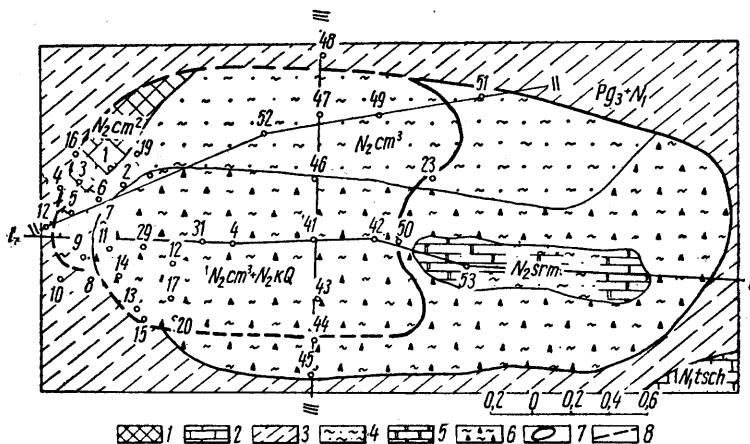 III
48
51
II
Pg₃+N₁
47
49
N₂cm²
52
N₂cm³
16
1
19
46
23
4
3
2
5
6
12
7
I
11
29
31
4
41
42
50
9
12
N₂srm
I
53
14
8
10
¹N₂cm³+N₂kQ
17
43
13
15
20
44
45
III
N₁tsch
0,2 0 0,2 0,4 0,6
1 2 3 4 5 6 7 8